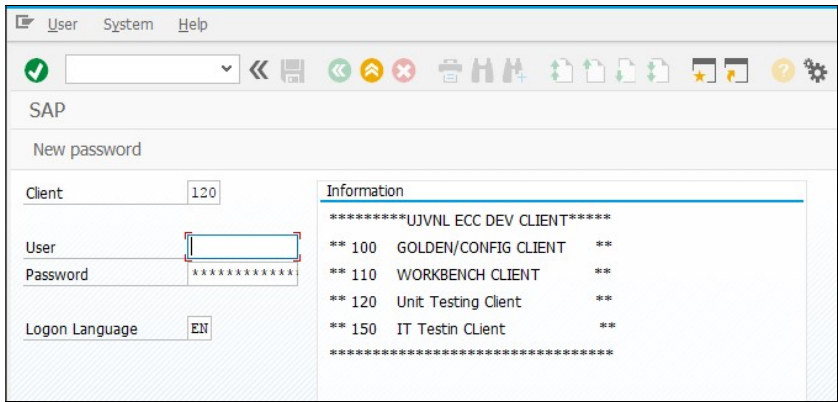 User System Help
SAP
New password
Client 120
User
Password *************
Logon Language EN
Information
*********UJVNL ECC DEV CLIENT*****
** 100 GOLDEN/CONFIG CLIENT **
** 110 WORKBENCH CLIENT **
** 120 Unit Testing Client **
** 150 IT Testin CLient **
*********************************